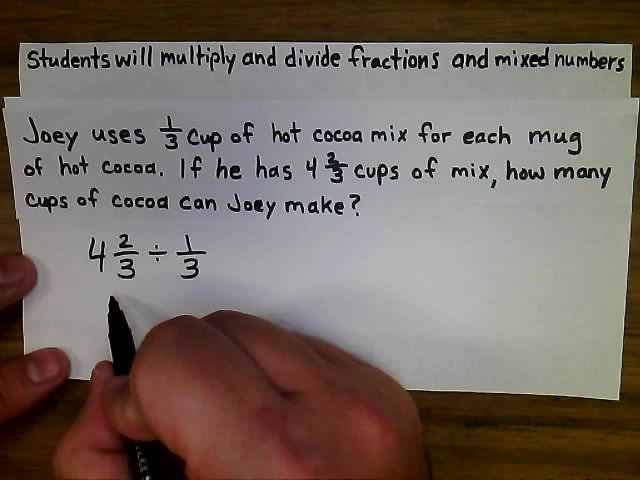 Students will multiply and divide fractions and mixed numbers
Joey uses 1/3 cup of hot cocoa mix for each mug
of hot cocoa. If he has 4 2/3 cups of mix, how many
cups of cocoa can Joey make?
4 2/3 ÷ 1/3